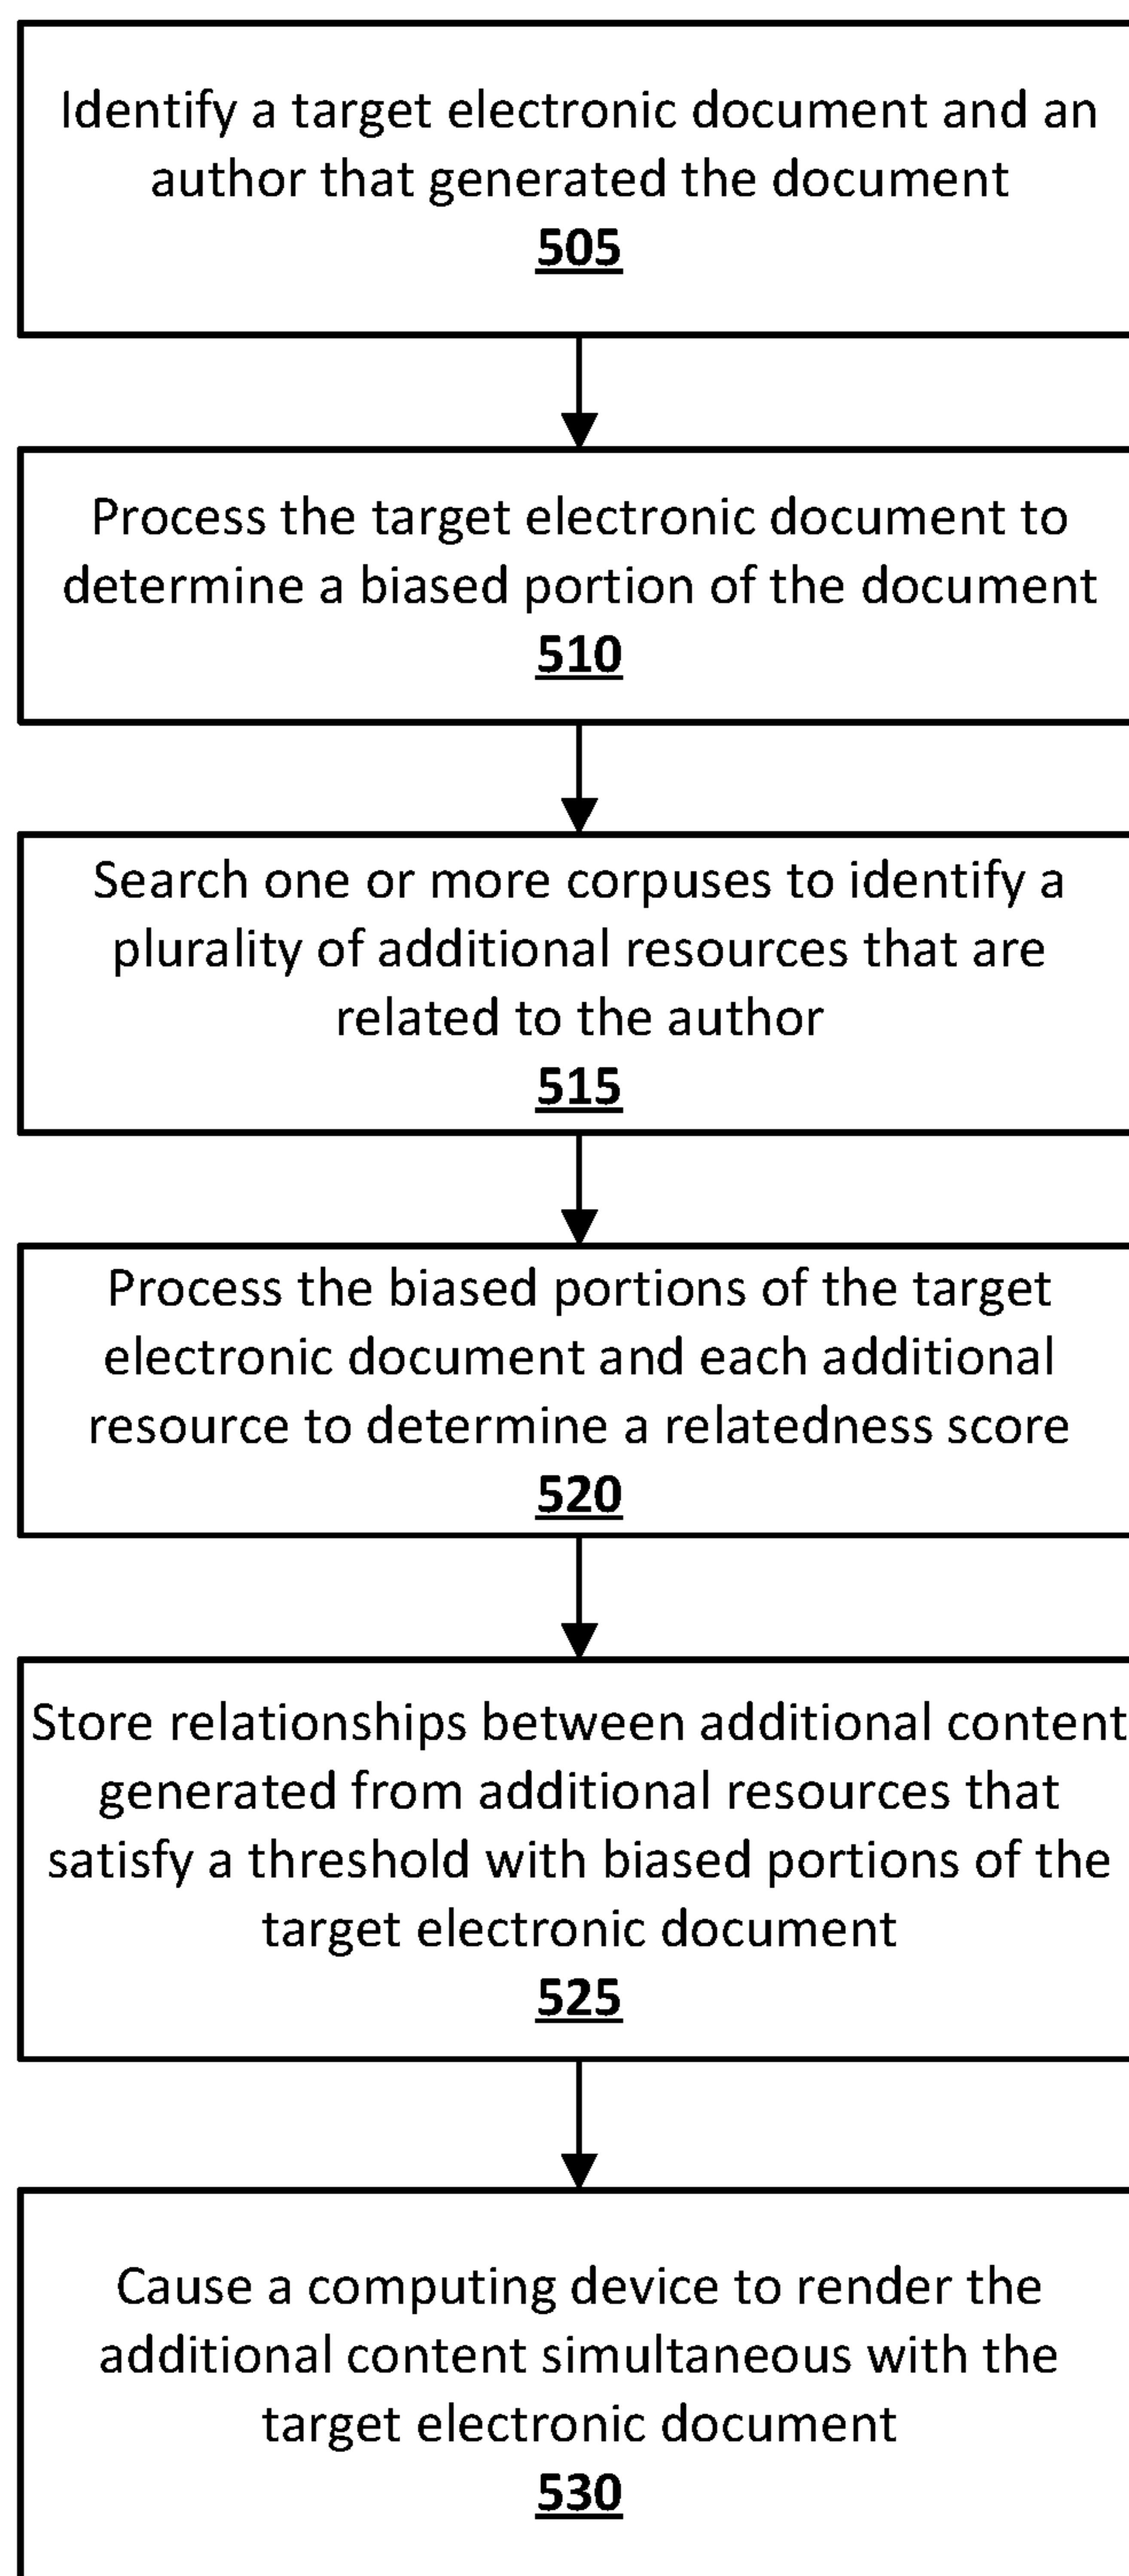 Identify a target electronic document and an
author that generated the document
505
Process the target electronic document to
determine a biased portion of the document
510
Search one or more corpuses to identify a
plurality of additional resources that are
related to the author
515
Process the biased portions of the target
electronic document and each additional
resource to determine a relatedness score
520
Store relationships between additional content
generated from additional resources that
satisfy a threshold with biased portions of the
target electronic document
525
Cause a computing device to render the
additional content simultaneous with the
target electronic document
530